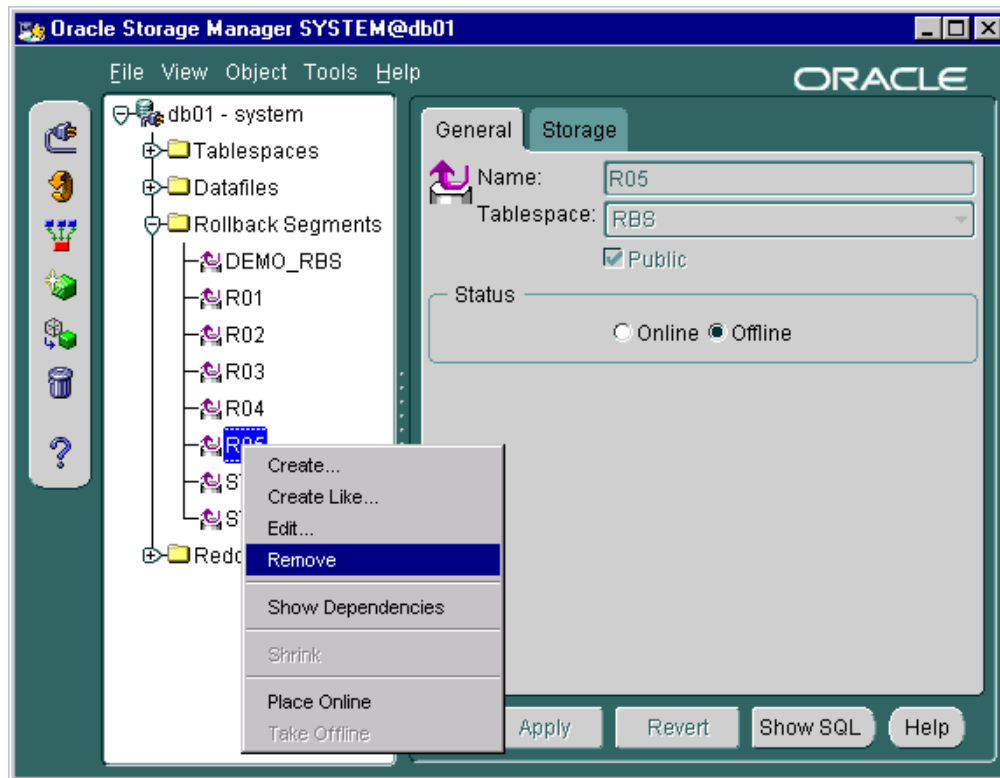 Oracle Storage Manager SYSTEM@db01
File View Object Tools Help
ORACLE
db01 - system
Tablespaces
Datafiles
Rollback Segments
DEMO_RBS
R01
R02
R03
R04
R05
General Storage
Name: R05
Tablespace: RBS
Public
Status
Online Offline
Create...
Create Like...
Edit...
Remove
Show Dependencies
Shrink
Place Online
Take Offline
Apply Revert Show SQL Help